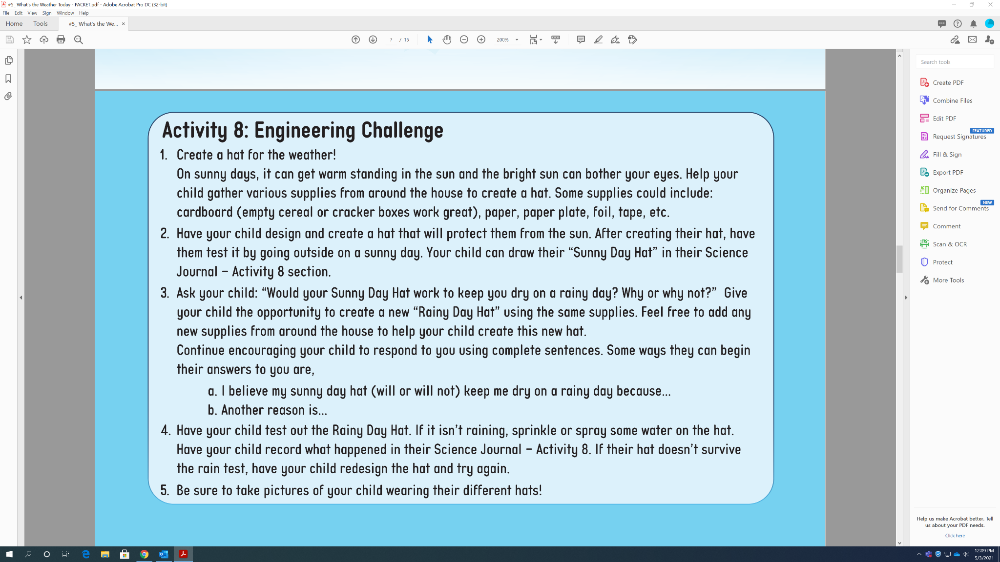 #5_ What's the Weather Today - PACKET.pdf - Adobe Acrobat Pro DC (32-bit)
File Edit View Sign Window Help
Home Tools #5_ What's the We... ×
7 / 15 200%
Search tools
Create PDF
Combine Files
Edit PDF
FEATURED
Request Signatures
Fill & Sign
Export PDF
Organize Pages
NEW
Send for Comments
Comment
Scan & OCR
Protect
More Tools
Activity 8: Engineering Challenge
1. Create a hat for the weather!
On sunny days, it can get warm standing in the sun and the bright sun can bother your eyes. Help your
child gather various supplies from around the house to create a hat. Some supplies could include:
cardboard (empty cereal or cracker boxes work great), paper, paper plate, foil, tape, etc.
2. Have your child design and create a hat that will protect them from the sun. After creating their hat, have
them test it by going outside on a sunny day. Your child can draw their “Sunny Day Hat” in their Science
Journal – Activity 8 section.
3. Ask your child: “Would your Sunny Day Hat work to keep you dry on a rainy day? Why or why not?” Give
your child the opportunity to create a new “Rainy Day Hat” using the same supplies. Feel free to add any
new supplies from around the house to help your child create this new hat.
Continue encouraging your child to respond to you using complete sentences. Some ways they can begin
their answers to you are,
a. I believe my sunny day hat (will or will not) keep me dry on a rainy day because...
b. Another reason is...
4. Have your child test out the Rainy Day Hat. If it isn’t raining, sprinkle or spray some water on the hat.
Have your child record what happened in their Science Journal – Activity 8. If their hat doesn’t survive
the rain test, have your child redesign the hat and try again.
5. Be sure to take pictures of your child wearing their different hats!
Help us make Acrobat better. Tell
us about your PDF needs.
Click here
12:09 PM
5/3/2021